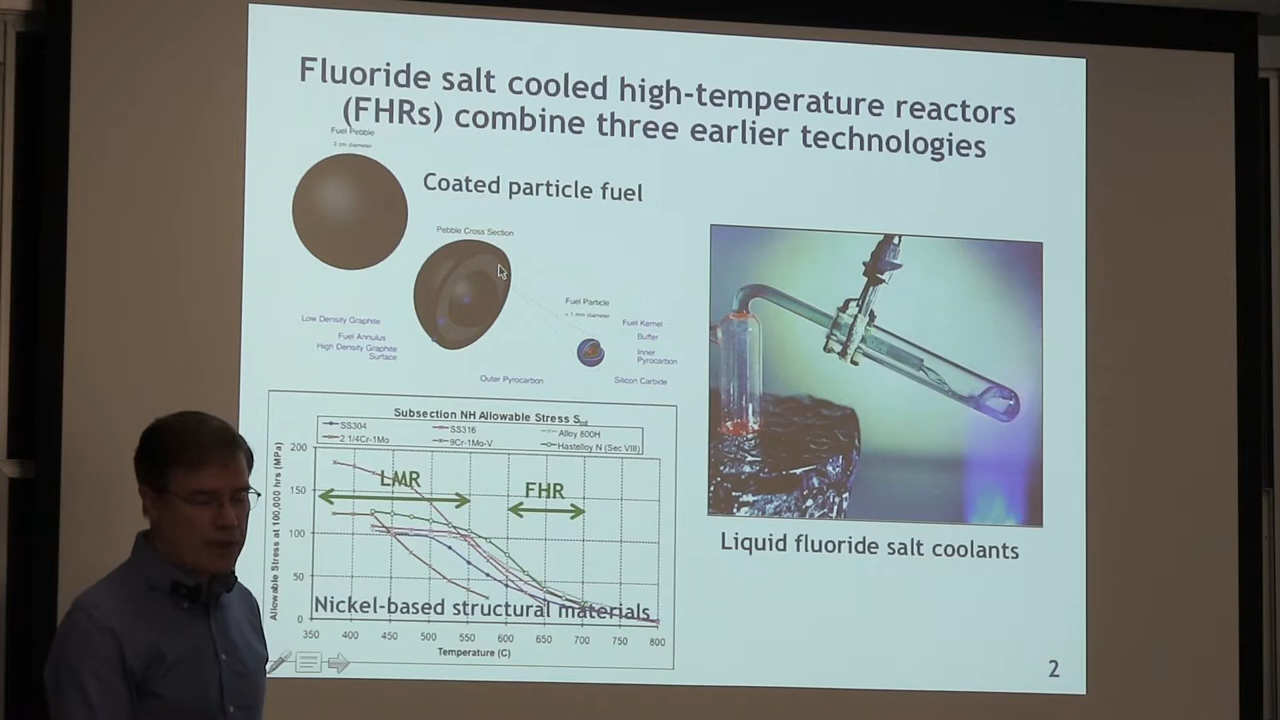 Fluoride salt cooled high-temperature reactors
(FHRs) combine three earlier technologies
Fuel Pebble
3 cm diameter
Coated particle fuel
Pebble Cross Section
Fuel Particle
< 1 mm diameter
Fuel Kernel
Buffer
Inner
Pyrocarbon
Silicon Carbide
Outer Pyrocarbon
Low Density Graphite
Fuel Annulus
High Density Graphite
Surface
Subsection NH Allowable Stress
SS304
SS316
Alloy 800H
2 1/4Cr-1Mo
9Cr-1Mo-V
Hastelloy N (Sec VIII)
Allowable Stress at 100,000 hrs (MPa)
200
150
100
50
0
LMR
FHR
Nickel-based structural materials
350 400 450 500 550 600 650 700 750 800
Temperature (C)
Liquid fluoride salt coolants
2